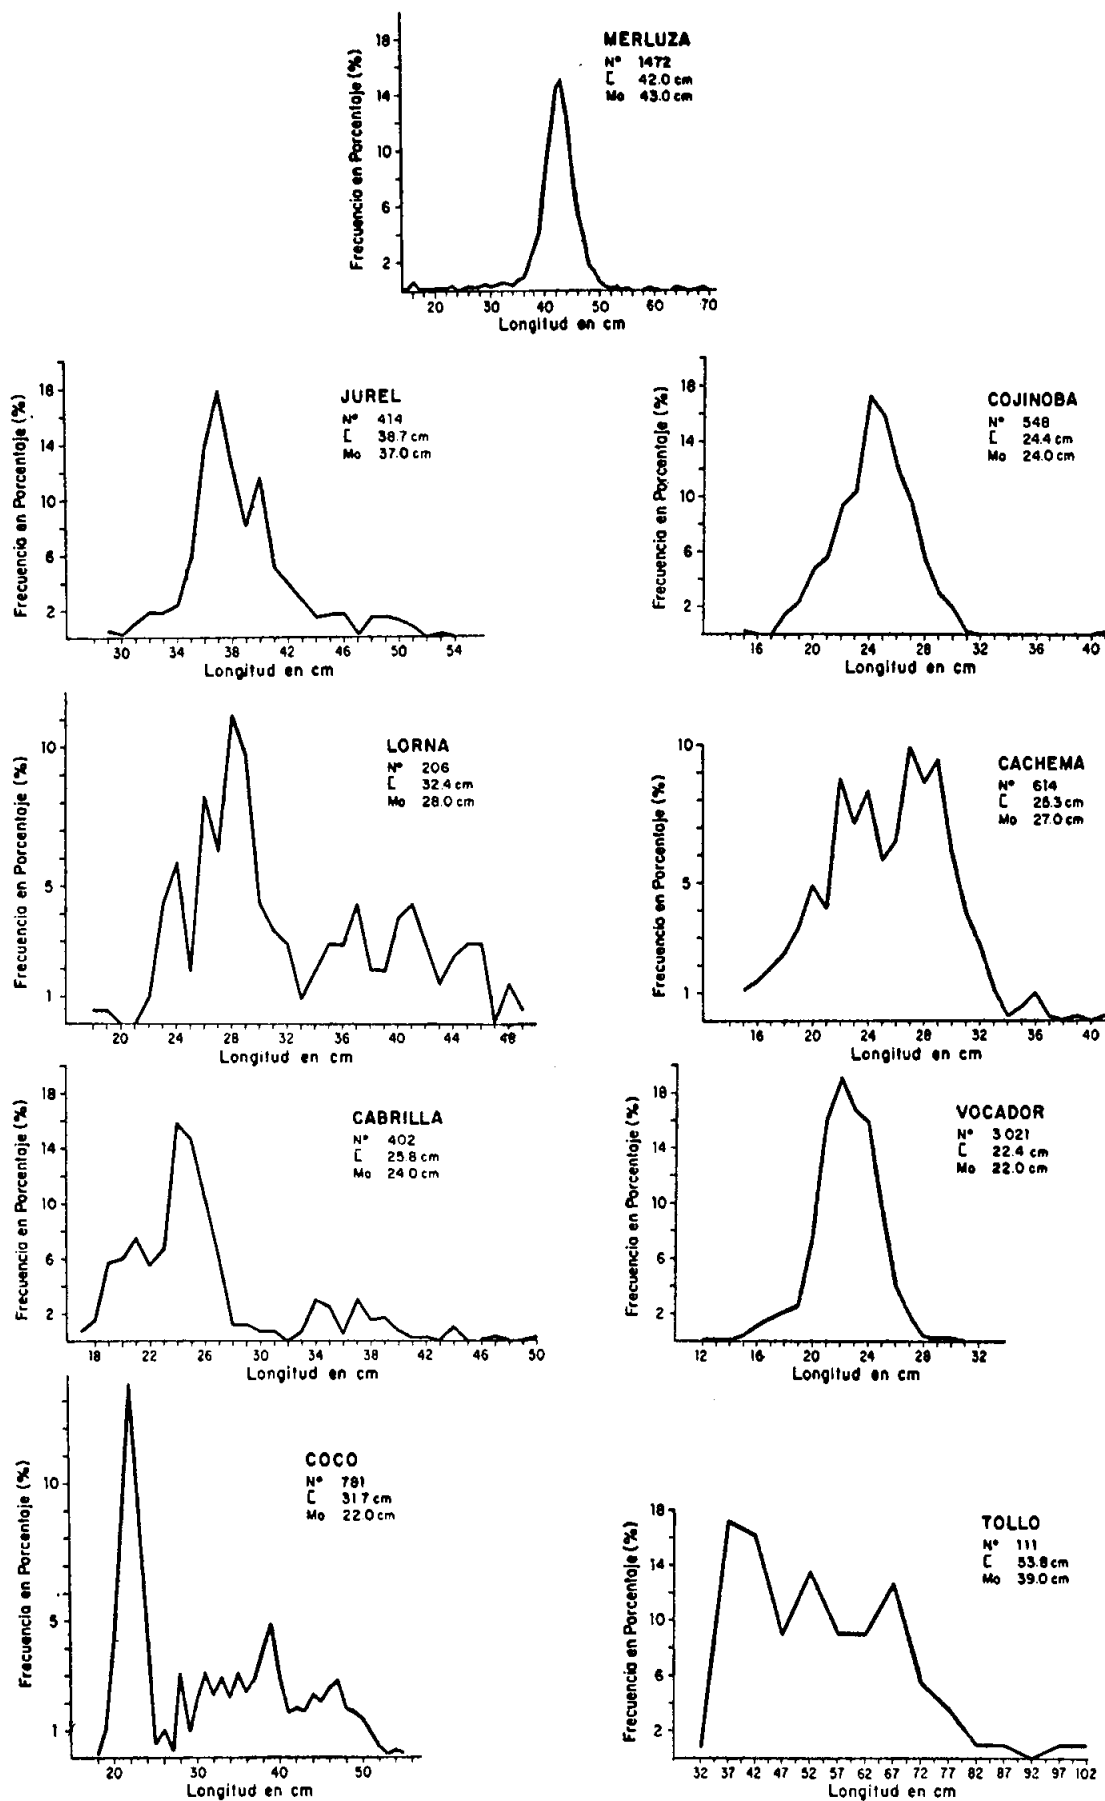 MERLUZA
Nº 1472
L̄ 42.0 cm
Mo 43.0 cm
Frecuencia en Porcentaje (%)
18
14
10
6
2
20 30 40 50 60 70
Longitud en cm
JUREL
Nº 414
L̄ 38.7 cm
Mo 37.0 cm
Frecuencia en Porcentaje (%)
18
14
10
6
2
30 34 38 42 46 50 54
Longitud en cm
COJINOBA
Nº 548
L̄ 24.4 cm
Mo 24.0 cm
Frecuencia en Porcentaje (%)
18
14
10
6
2
16 20 24 28 32 36 40
Longitud en cm
LORNA
Nº 206
L̄ 32.4 cm
Mo 28.0 cm
Frecuencia en Porcentaje (%)
10
5
1
20 24 28 32 36 40 44 48
Longitud en cm
CACHEMA
Nº 614
L̄ 25.3 cm
Mo 27.0 cm
Frecuencia en Porcentaje (%)
10
5
1
16 20 24 28 32 36 40
Longitud en cm
CABRILLA
Nº 402
L̄ 25.8 cm
Mo 24.0 cm
Frecuencia en Porcentaje (%)
18
14
10
6
2
18 22 26 30 34 38 42 46 50
Longitud en cm
VOCADOR
Nº 3021
L̄ 22.4 cm
Mo 22.0 cm
Frecuencia en Porcentaje (%)
18
14
10
6
2
12 16 20 24 28 32
Longitud en cm
COCO
Nº 781
L̄ 31.7 cm
Mo 22.0 cm
Frecuencia en Porcentaje (%)
10
5
1
20 30 40 50
Longitud en cm
TOLLO
Nº 111
L̄ 53.8 cm
Mo 39.0 cm
Frecuencia en Porcentaje (%)
18
14
10
6
2
32 37 42 47 52 57 62 67 72 77 82 87 92 97 102
Longitud en cm